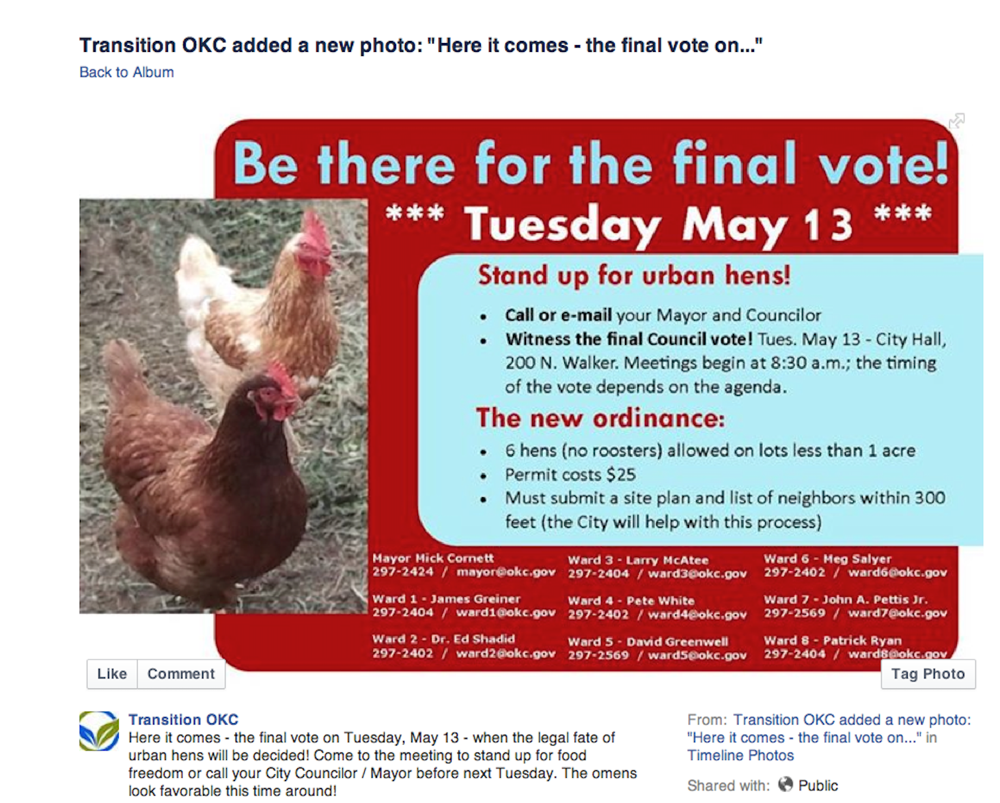 Transition OKC added a new photo: "Here it comes - the final vote on..."
Back to Album
Be there for the final vote!
*** Tuesday May 13 ***
Stand up for urban hens!
• Call or e-mail your Mayor and Councilor
• Witness the final Council vote! Tues. May 13 - City Hall,
200 N. Walker. Meetings begin at 8:30 a.m.; the timing
of the vote depends on the agenda.
The new ordinance:
• 6 hens (no roosters) allowed on lots less than 1 acre
• Permit costs $25
• Must submit a site plan and list of neighbors within 300
feet (the City will help with this process)
Mayor Mick Cornett
297-2424 / mayor@okc.gov
Ward 1 - James Greiner
297-2404 / ward1@okc.gov
Ward 2 - Dr. Ed Shadid
297-2402 / ward2@okc.gov
Ward 3 - Larry McAtee
297-2404 / ward3@okc.gov
Ward 4 - Pete White
297-2402 / ward4@okc.gov
Ward 5 - David Greenwell
297-2569 / ward5@okc.gov
Ward 6 - Meg Salyer
297-2402 / ward6@okc.gov
Ward 7 - John A. Pettis Jr.
297-2569 / ward7@okc.gov
Ward 8 - Patrick Ryan
297-2404 / ward8@okc.gov
Like Comment
Tag Photo
Transition OKC
Here it comes - the final vote on Tuesday, May 13 - when the legal fate of
urban hens will be decided! Come to the meeting to stand up for food
freedom or call your City Councilor / Mayor before next Tuesday. The omens
look favorable this time around!
From: Transition OKC added a new photo:
"Here it comes - the final vote on..." in
Timeline Photos
Shared with: Public